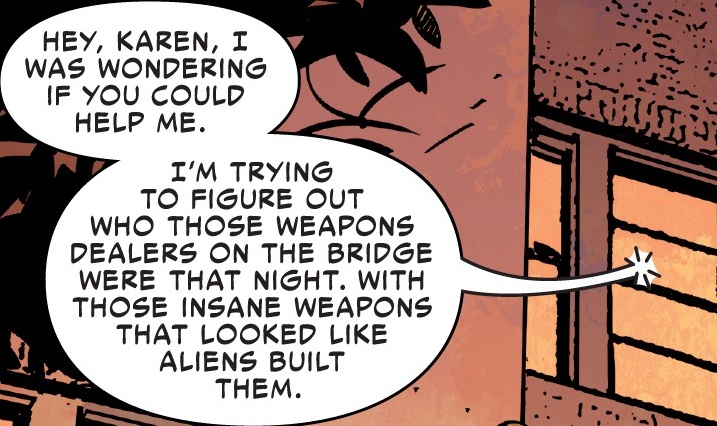 HEY, KAREN, I
WAS WONDERING
IF YOU COULD
HELP ME.
I'M TRYING
TO FIGURE OUT
WHO THOSE WEAPONS
DEALERS ON THE BRIDGE
WERE THAT NIGHT. WITH
THOSE INSANE WEAPONS
THAT LOOKED LIKE
ALIENS BUILT
THEM.